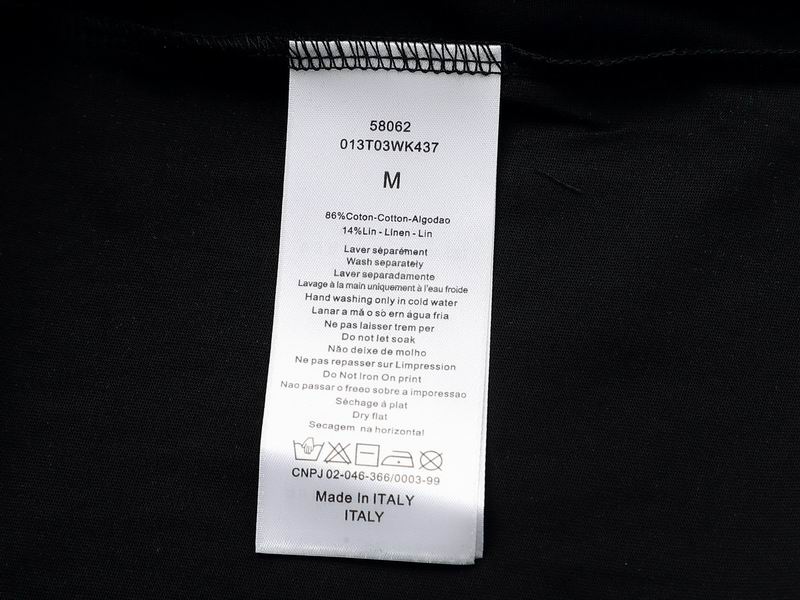 58062
013T03WK437
M
86%Coton-Cotton-Algodao
14%Lin - Linen - Lin
Laver séparément
Wash separately
Laver separadamente
Lavage à la main uniquement à l'eau froide
Hand washing only in cold water
Lanar a mã o so ern água fria
Ne pas laisser trem per
Do not let soak
Não deixe de molho
Ne pas repasser sur Limpression
Do Not Iron On print
Nao passar o freeo sobre a imporessao
Séchage à plat
Dry flat
Secagem na horizontal
CNPJ 02-046-366/0003-99
Made In ITALY
ITALY